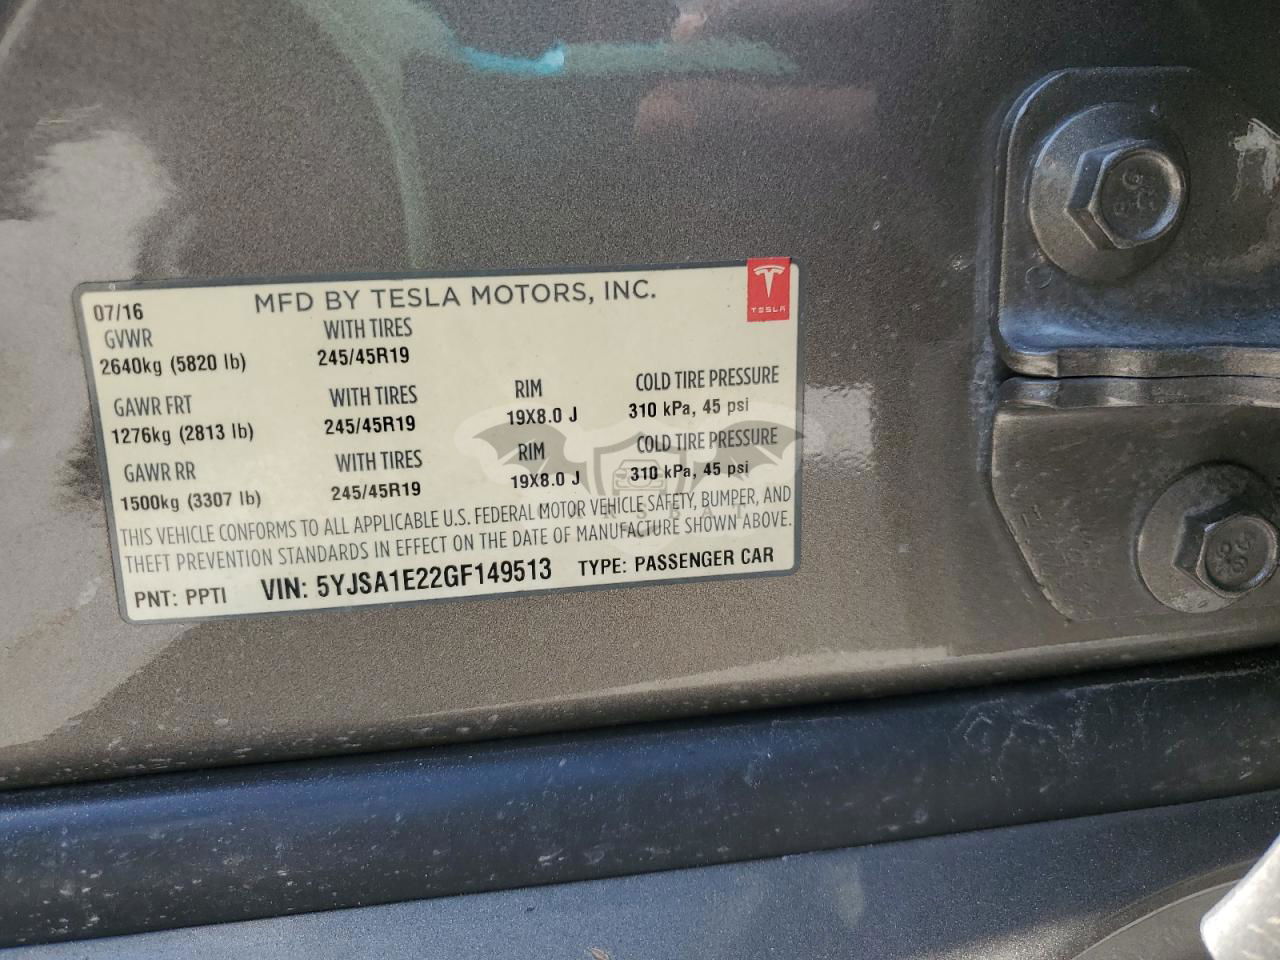 07/16 MFD BY TESLA MOTORS, INC. TESLA
GVWR WITH TIRES
2640kg (5820 lb) 245/45R19
GAWR FRT WITH TIRES RIM COLD TIRE PRESSURE
1276kg (2813 lb) 245/45R19 19X8.0 J 310 kPa, 45 psi
GAWR RR WITH TIRES RIM COLD TIRE PRESSURE
1500kg (3307 lb) 245/45R19 19X8.0 J 310 kPa, 45 psi
THIS VEHICLE CONFORMS TO ALL APPLICABLE U.S. FEDERAL MOTOR VEHICLE SAFETY, BUMPER, AND
THEFT PREVENTION STANDARDS IN EFFECT ON THE DATE OF MANUFACTURE SHOWN ABOVE.
PNT: PPTI VIN: 5YJSA1E22GF149513 TYPE: PASSENGER CAR